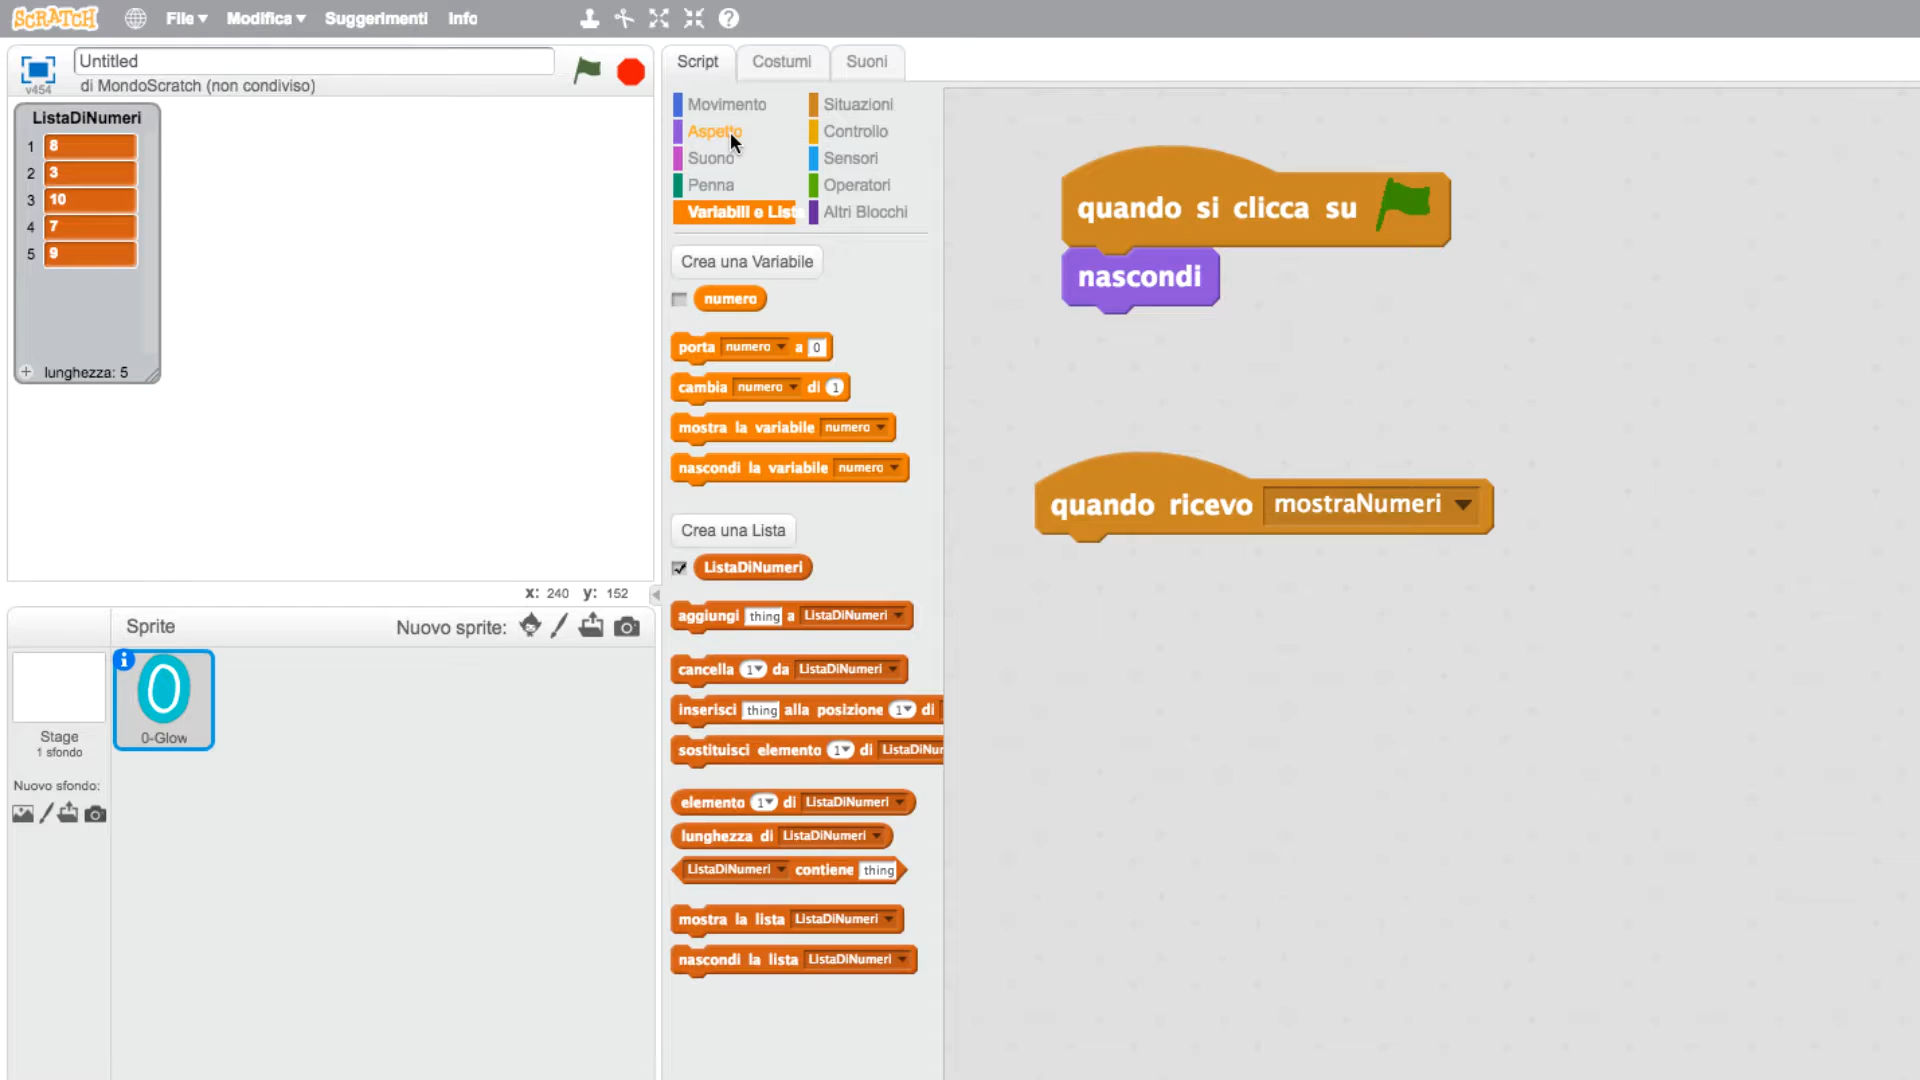 SCRATCH File Modifica Suggerimenti Info
v454
Untitled
di MondoScratch (non condiviso)
ListaDiNumeri
1 8
2 3
3 10
4 7
5 9
+ lunghezza: 5
x: 240 y: 152
Sprite Nuovo sprite:
0-Glow
Stage
1 sfondo
Nuovo sfondo:
Script Costumi Suoni
Movimento Situazioni
Aspetto Controllo
Suono Sensori
Penna Operatori
Variabili e Liste Altri Blocchi
Crea una Variabile
numero
porta numero a 0
cambia numero di 1
mostra la variabile numero
nascondi la variabile numero
Crea una Lista
ListaDiNumeri
aggiungi thing a ListaDiNumeri
cancella 1 da ListaDiNumeri
inserisci thing alla posizione 1 di
sostituisci elemento 1 di ListaDiNur
elemento 1 di ListaDiNumeri
lunghezza di ListaDiNumeri
ListaDiNumeri contiene thing
mostra la lista ListaDiNumeri
nascondi la lista ListaDiNumeri
quando si clicca su
nascondi
quando ricevo mostraNumeri